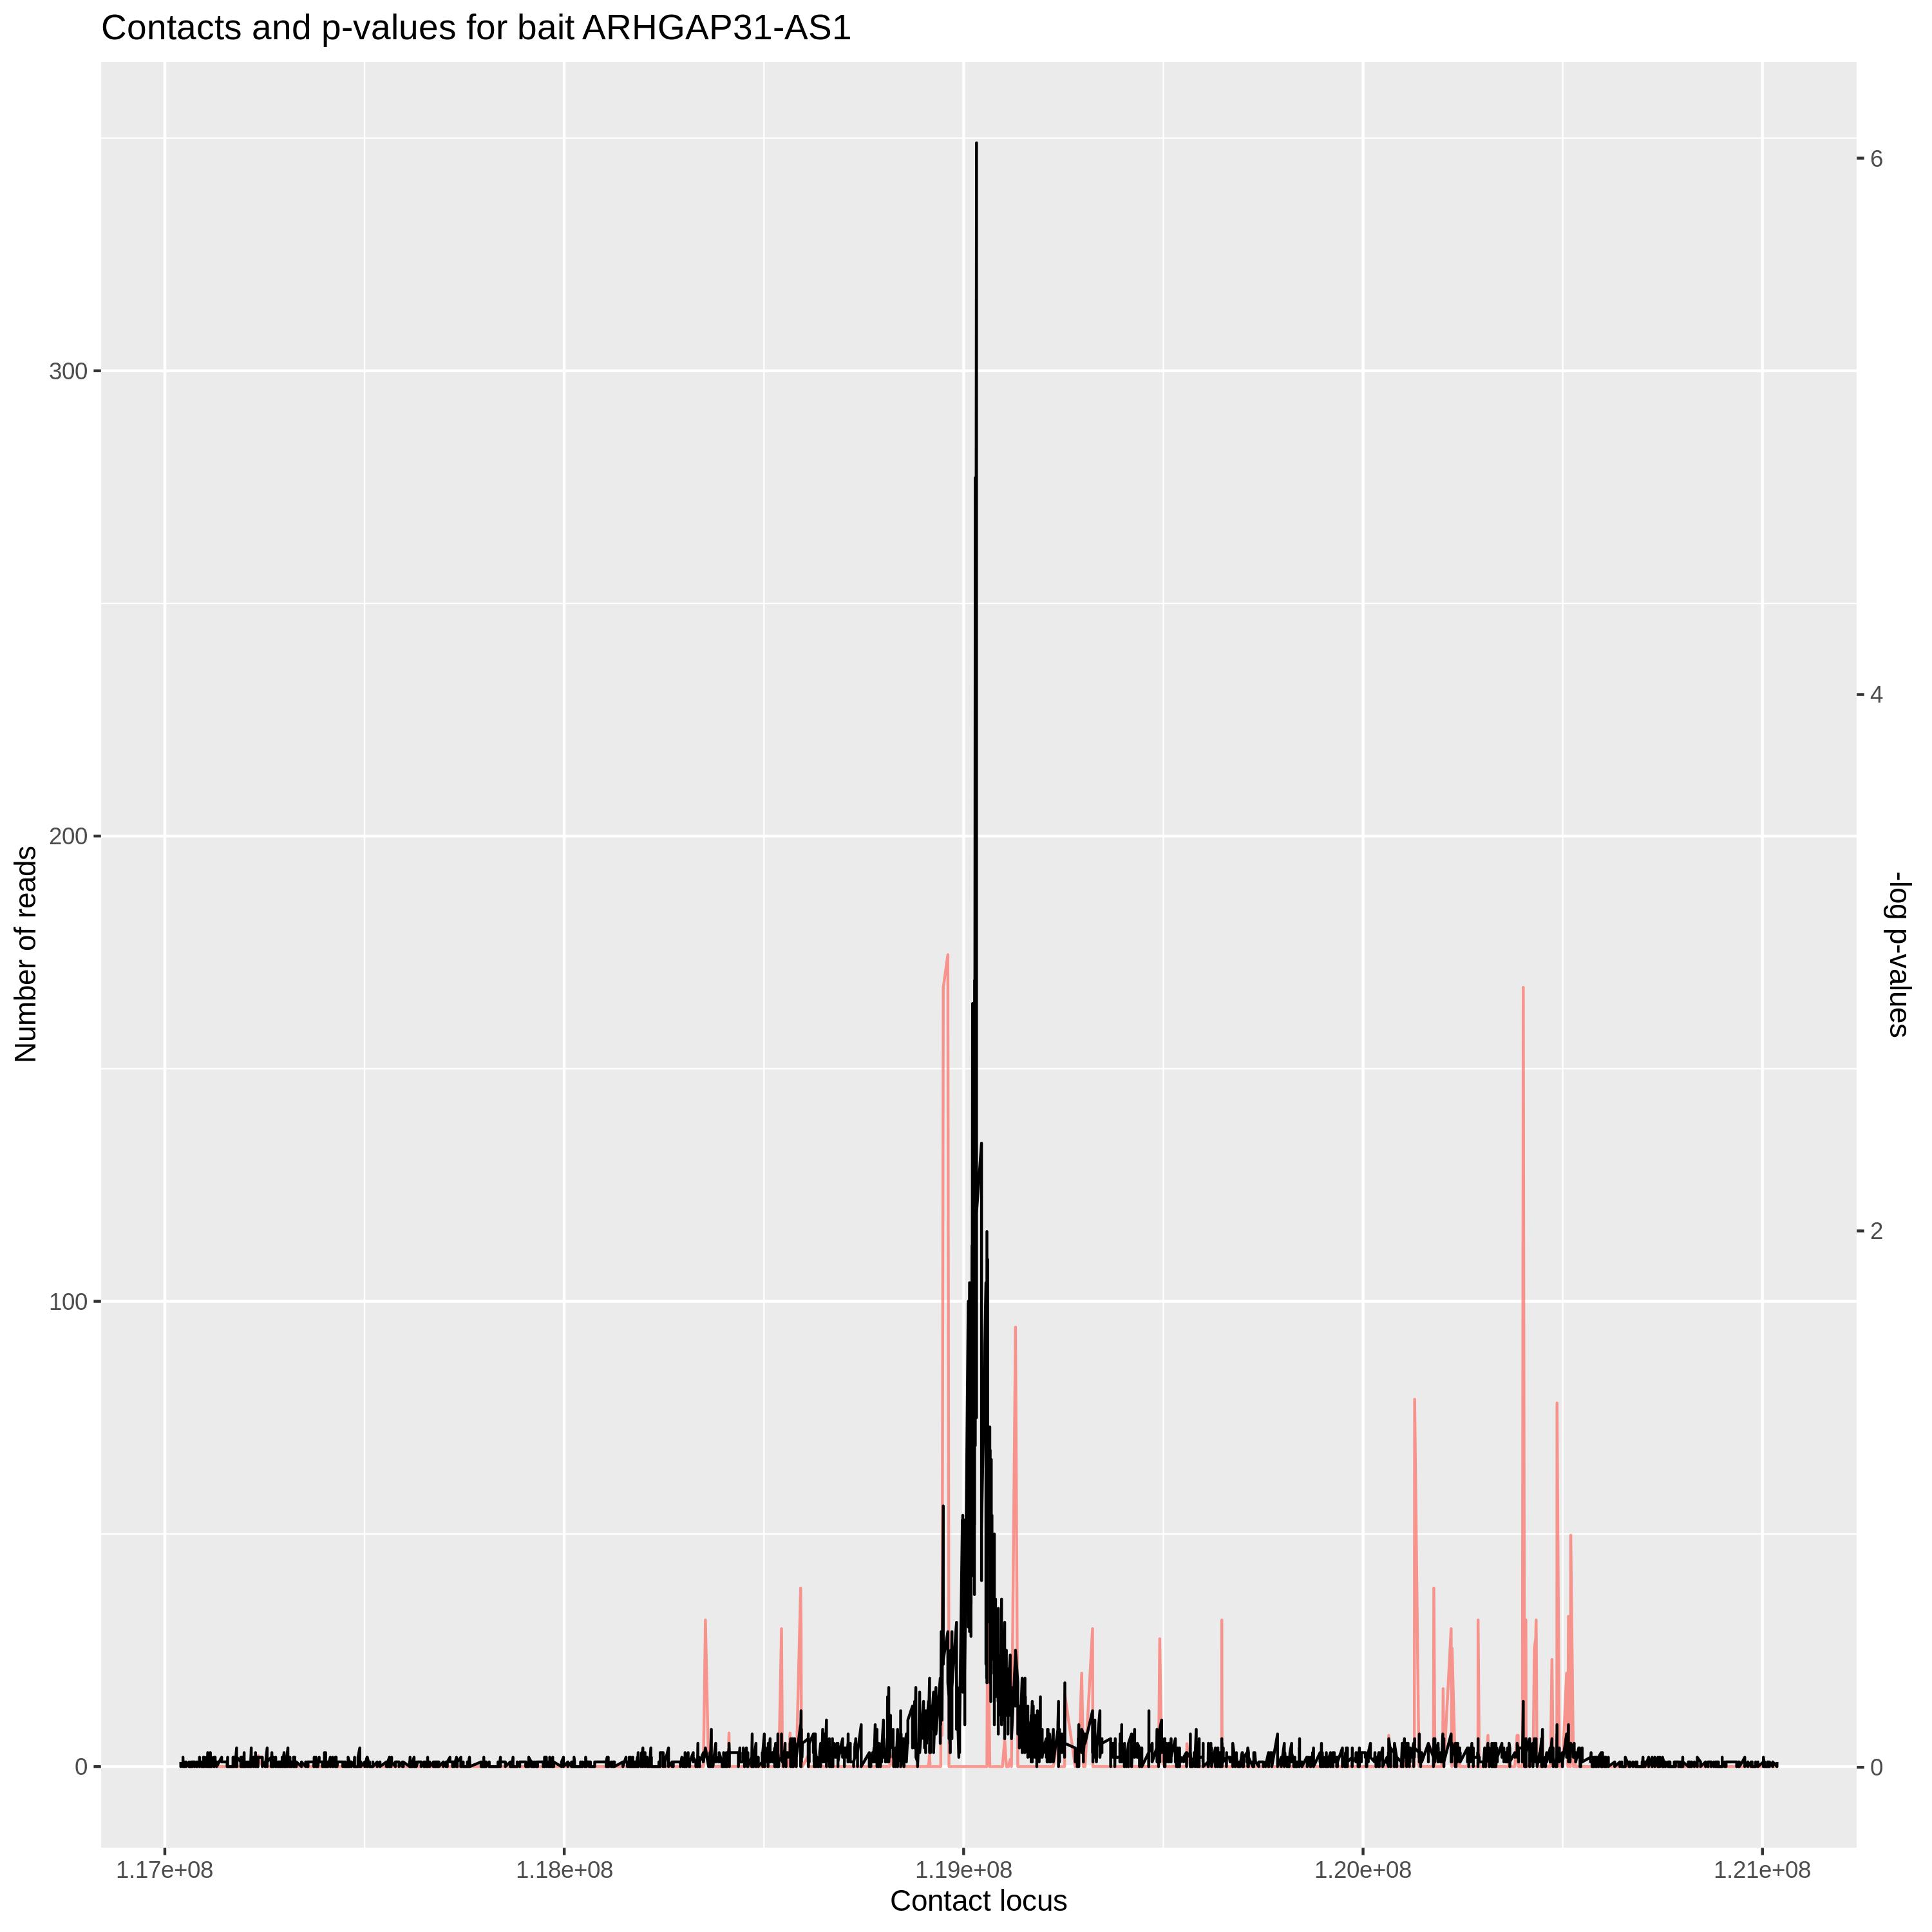 Contacts and p-values for bait ARHGAP31-AS1
6
300
4
200
Number of reads
-log p-values
2
100
0
0
1.17e+08 1.18e+08 1.19e+08 1.20e+08 1.21e+08
Contact locus